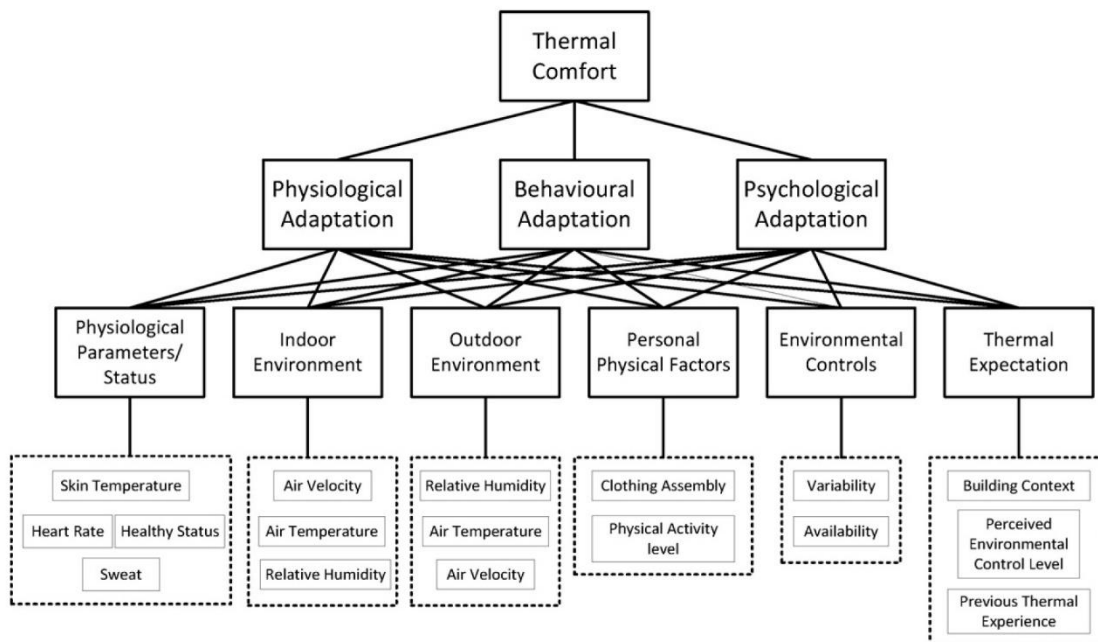 Thermal
Comfort
Physiological
Adaptation
Behavioural
Adaptation
Psychological
Adaptation
Physiological
Parameters/
Status
Indoor
Environment
Outdoor
Environment
Personal
Physical Factors
Environmental
Controls
Thermal
Expectation
Skin Temperature
Heart Rate
Healthy Status
Sweat
Air Velocity
Air Temperature
Relative Humidity
Relative Humidity
Air Temperature
Air Velocity
Clothing Assembly
Physical Activity
level
Variability
Availability
Building Context
Perceived
Environmental
Control Level
Previous Thermal
Experience